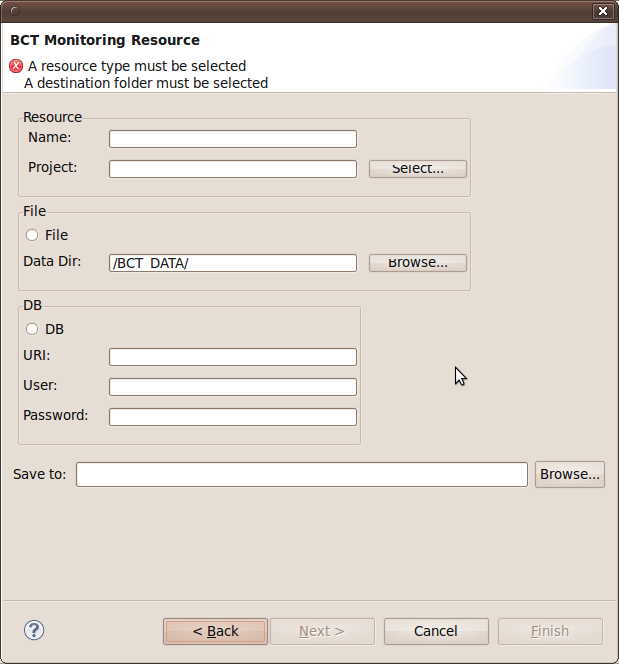 BCT Monitoring Resource
A resource type must be selected
A destination folder must be selected
Resource
Name:
Project:
Select...
File
File
Data Dir: /BCT_DATA/
Browse...
DB
DB
URI:
User:
Password:
Save to:
Browse...
< Back Next > Cancel Finish